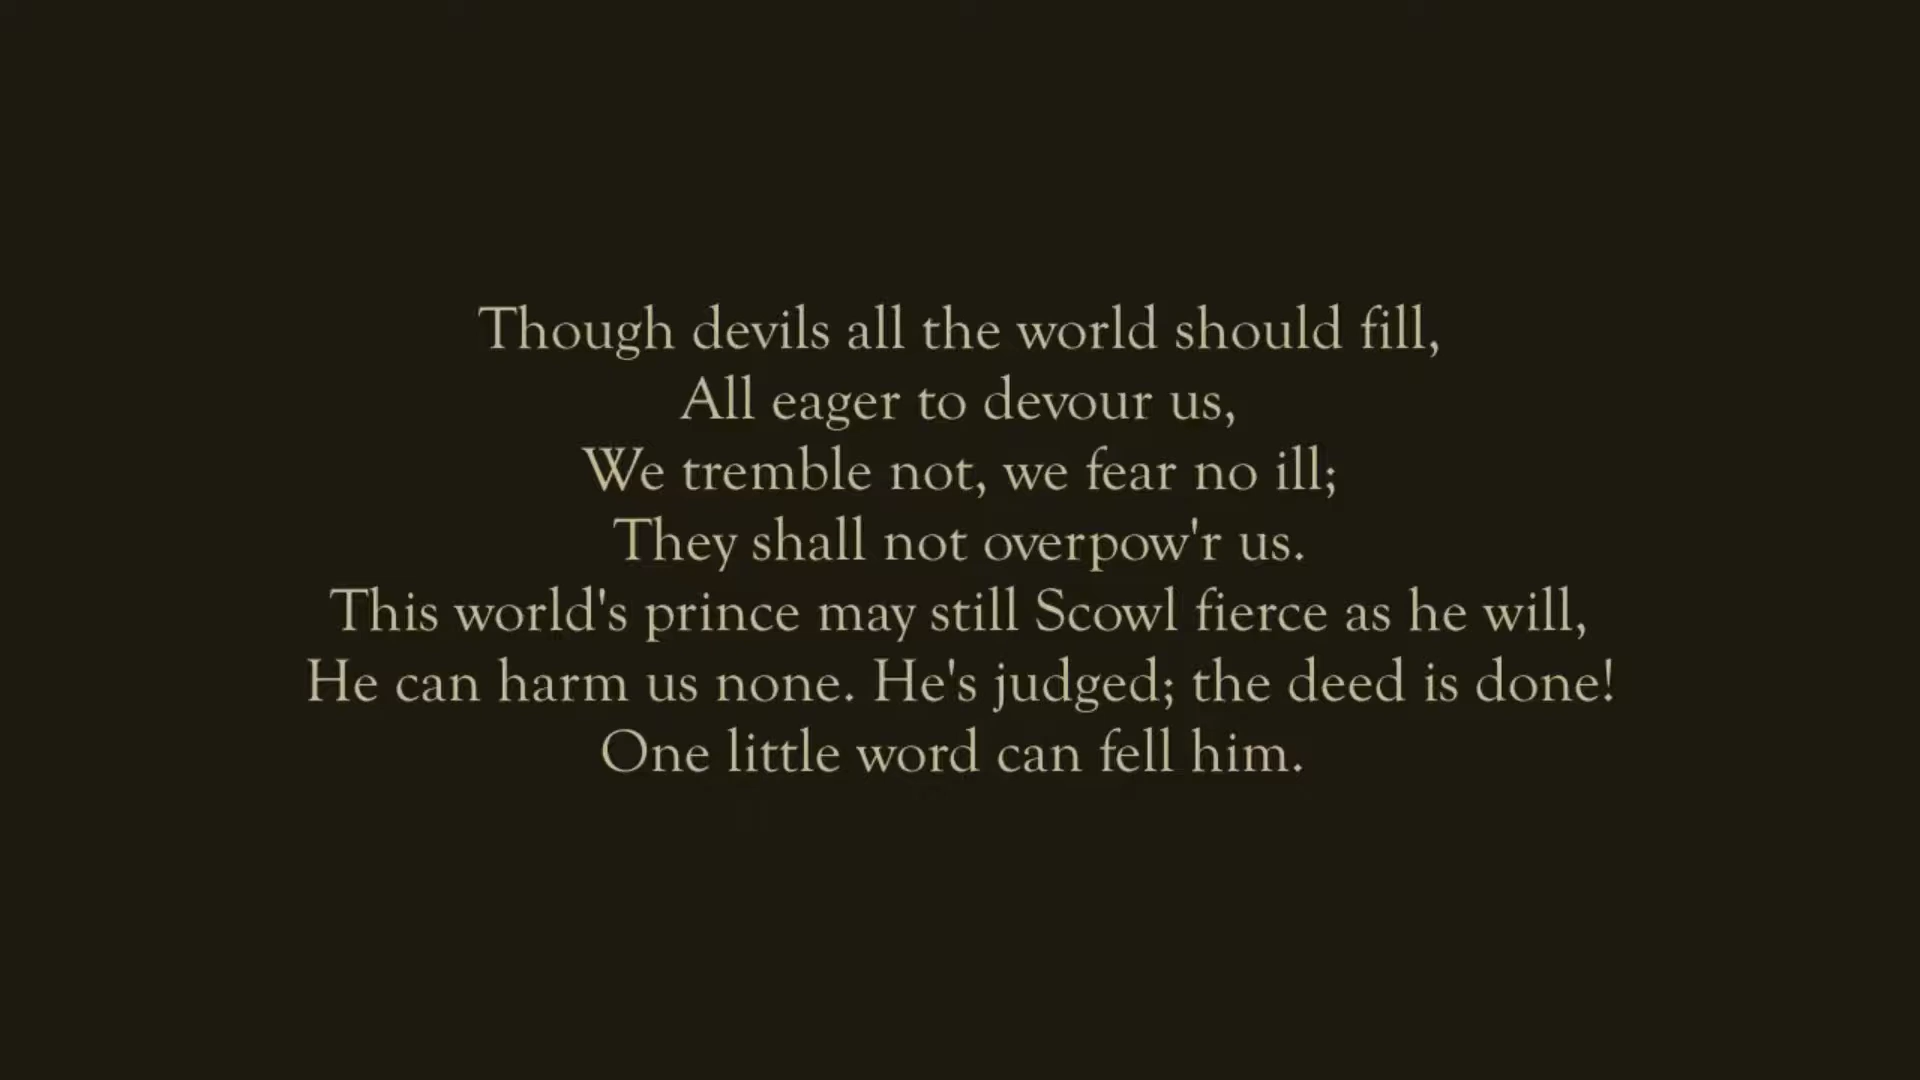 Though devils all the world should fill,
All eager to devour us,
We tremble not, we fear no ill;
They shall not overpow'r us.
This world's prince may still Scowl fierce as he will,
He can harm us none. He's judged; the deed is done!
One little word can fell him.